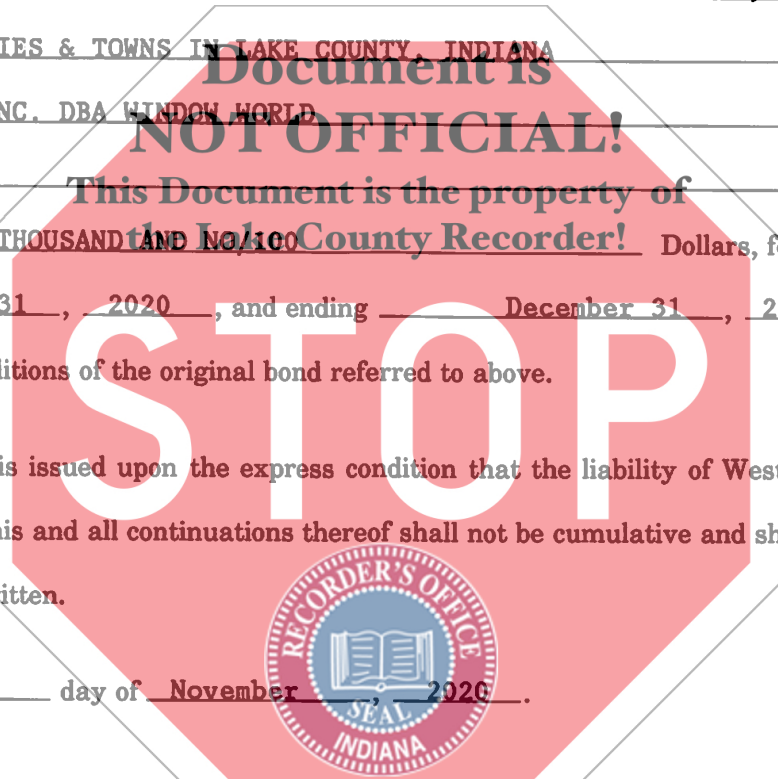 IES & TOWNS IN LAKE COUNTY, INDIANA
Document is
NC. DBA WINDOW WORLD
NOT OFFICIAL!
This Document is the property of
the Lake County Recorder!
THOUSAND AND NO/100 Dollars, f
31, 2020, and ending December 31, 2
STOP
litions of the original bond referred to above.
is issued upon the express condition that the liability of West
his and all continuations thereof shall not be cumulative and sh
itten.
RECORDER'S OFFICE
day of November, 2020.
SEAL
INDIANA